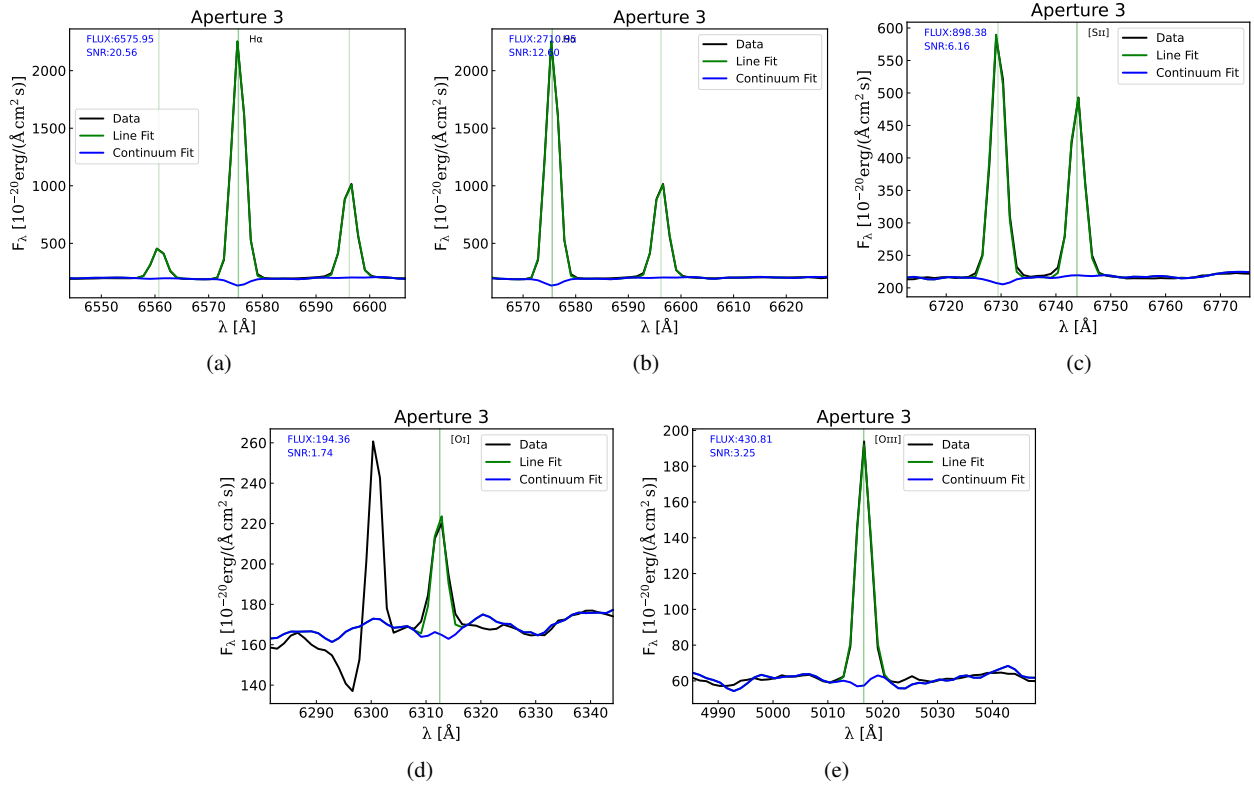 Aperture 3
FLUX:6575.95
SNR:20.56
Hα
Data
Line Fit
Continuum Fit
F_λ [10^{-20}erg/(Å cm^2 s)]
2000
1500
1000
500
6550 6560 6570 6580 6590 6600
λ [Å]
(a)
Aperture 3
FLUX:2710.95
SNR:12.60
Hα
Data
Line Fit
Continuum Fit
F_λ [10^{-20}erg/(Å cm^2 s)]
2000
1500
1000
500
6570 6580 6590 6600 6610 6620
λ [Å]
(b)
Aperture 3
FLUX:898.38
SNR:6.16
[SII]
Data
Line Fit
Continuum Fit
F_λ [10^{-20}erg/(Å cm^2 s)]
600
550
500
450
400
350
300
250
200
6720 6730 6740 6750 6760 6770
λ [Å]
(c)
Aperture 3
FLUX:194.36
SNR:1.74
[OI]
Data
Line Fit
Continuum Fit
F_λ [10^{-20}erg/(Å cm^2 s)]
260
240
220
200
180
160
140
6290 6300 6310 6320 6330 6340
λ [Å]
(d)
Aperture 3
FLUX:430.81
SNR:3.25
[OIII]
Data
Line Fit
Continuum Fit
F_λ [10^{-20}erg/(Å cm^2 s)]
200
180
160
140
120
100
80
60
4990 5000 5010 5020 5030 5040
λ [Å]
(e)